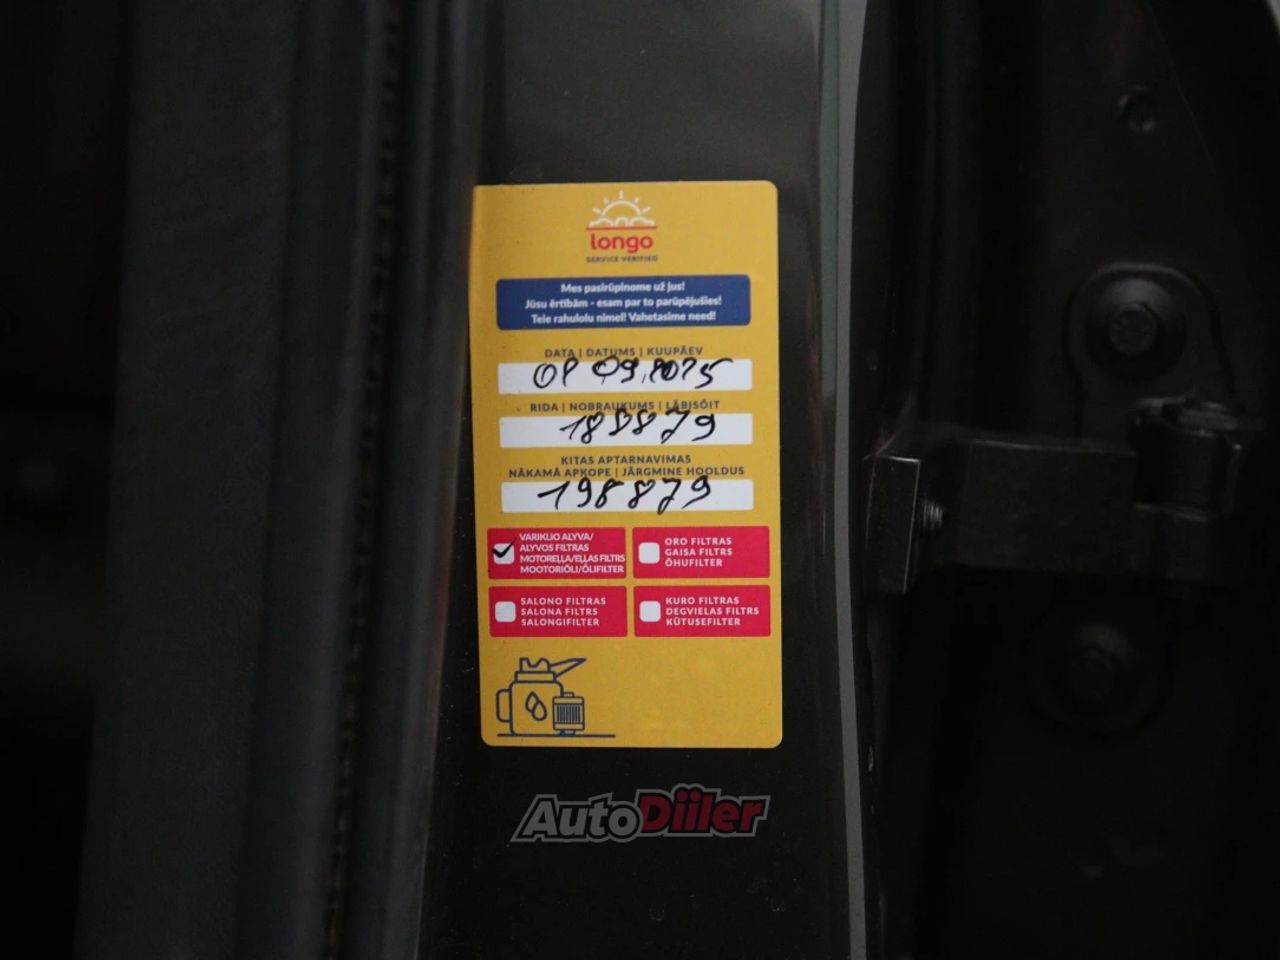 longo
SERVICE VERIFIED
Mes pasirūpinome už jus!
Jūsu ērtībām - esam par to parūpējušies!
Teie rahulolu nimel! Vahetasime need!
DATA | DATUMS | KUUPÄEV
09.2025
RIDA | NOBRAUKUMS | LÄBISÕIT
188879
KITAS APTARNAVIMAS
NĀKAMĀ APKOPE | JÄRGMINE HOOLDUS
198879
VARIKLIO ALYVA/
ALYVOS FILTRAS
MOTOREĻĻA/EĻĻAS FILTRS
MOOTORIÕLI/ÕLIFILTER
ORO FILTRAS
GAISA FILTRS
ÕHUFILTER
SALONO FILTRAS
SALONA FILTRS
SALONGIFILTER
KURO FILTRAS
DEGVIELAS FILTRS
KÜTUSEFILTER
AutoDiiler